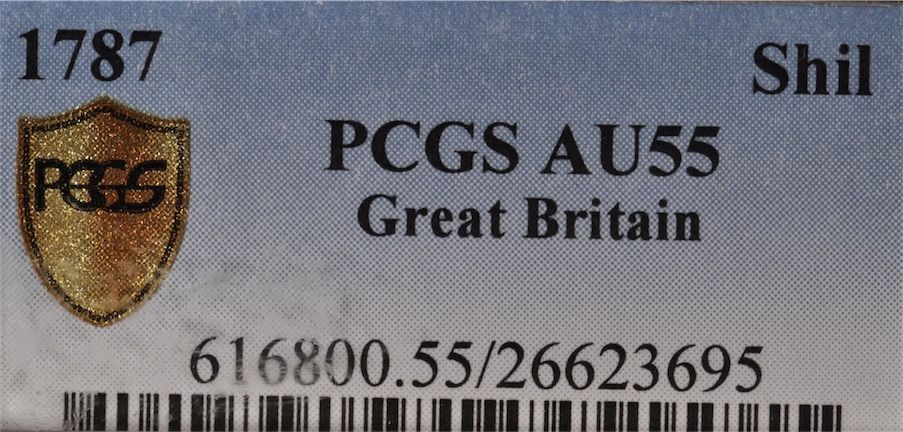 1787 Shil
PCGS
PCGS AU55
Great Britain
616800.55/26623695